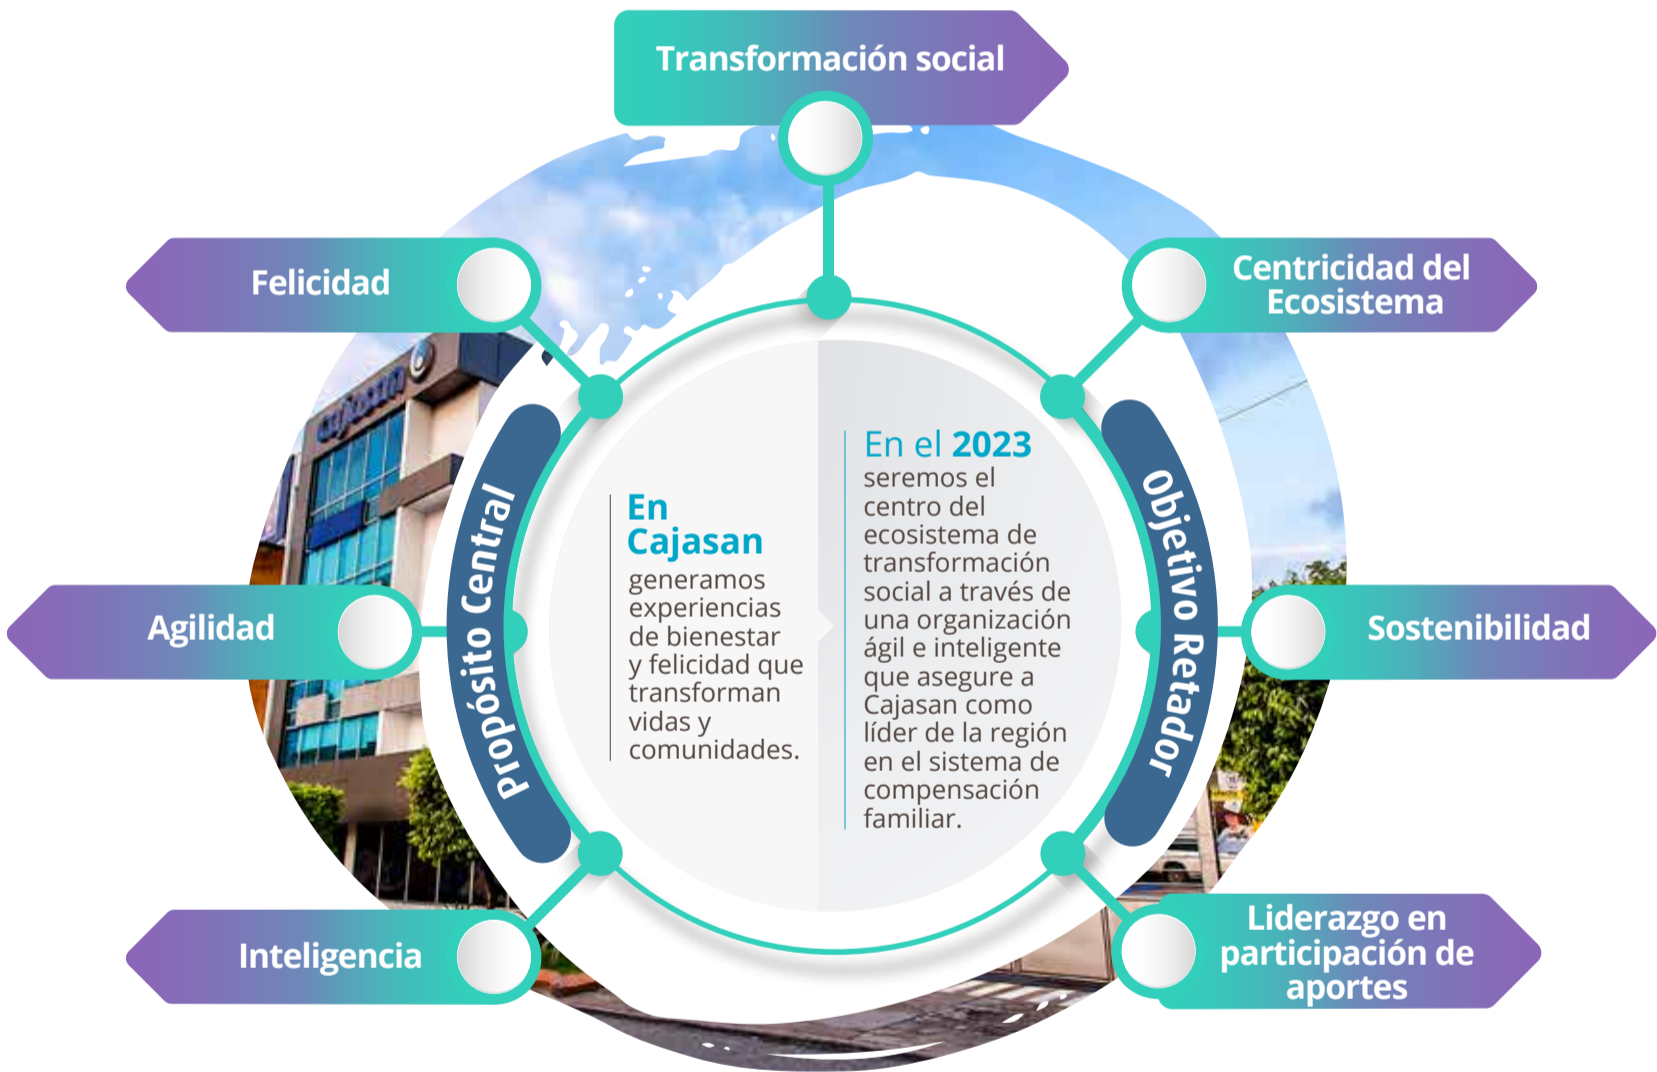 Transformación social
Felicidad
Centricidad del
Ecosistema
cajasan
Propósito Central
En
Cajasan
generamos
experiencias
de bienestar
y felicidad que
transforman
vidas y
comunidades.
En el 2023
seremos el
centro del
ecosistema de
transformación
social a través de
una organización
ágil e inteligente
que asegure a
Cajasan como
líder de la región
en el sistema de
compensación
familiar.
Objetivo Retador
Agilidad
Sostenibilidad
Inteligencia
Liderazgo en
participación de
aportes